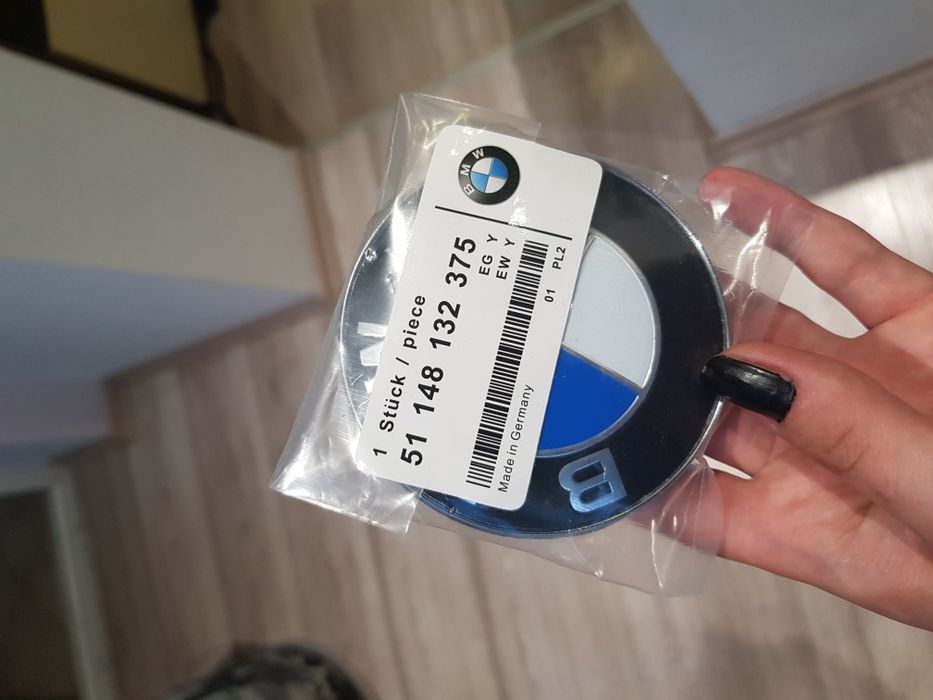 BMW
1 Stück / piece
51 148 132 375
EG Y
EW Y
01 PL2
Made in Germany
B